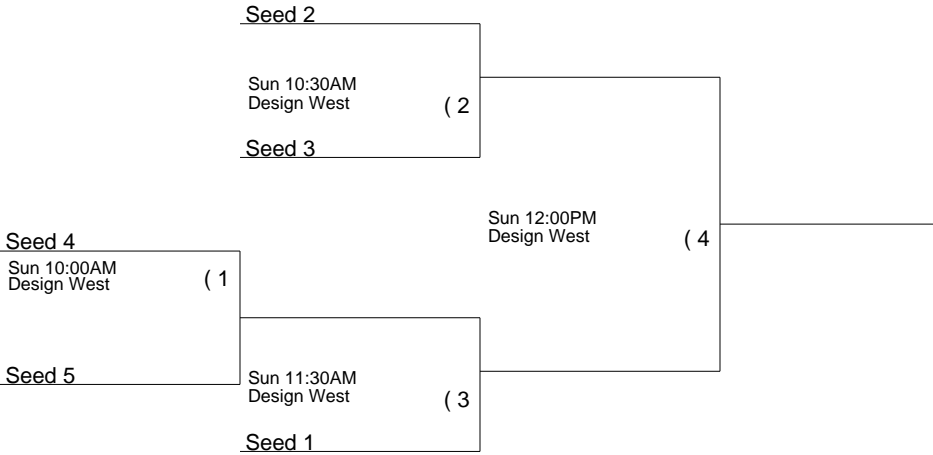 Seed 2
Sun 10:30AM
Design West
( 2
Seed 3
Sun 12:00PM
Design West
( 4
Seed 4
Sun 10:00AM
Design West
( 1
Seed 5
Sun 11:30AM
Design West
( 3
Seed 1